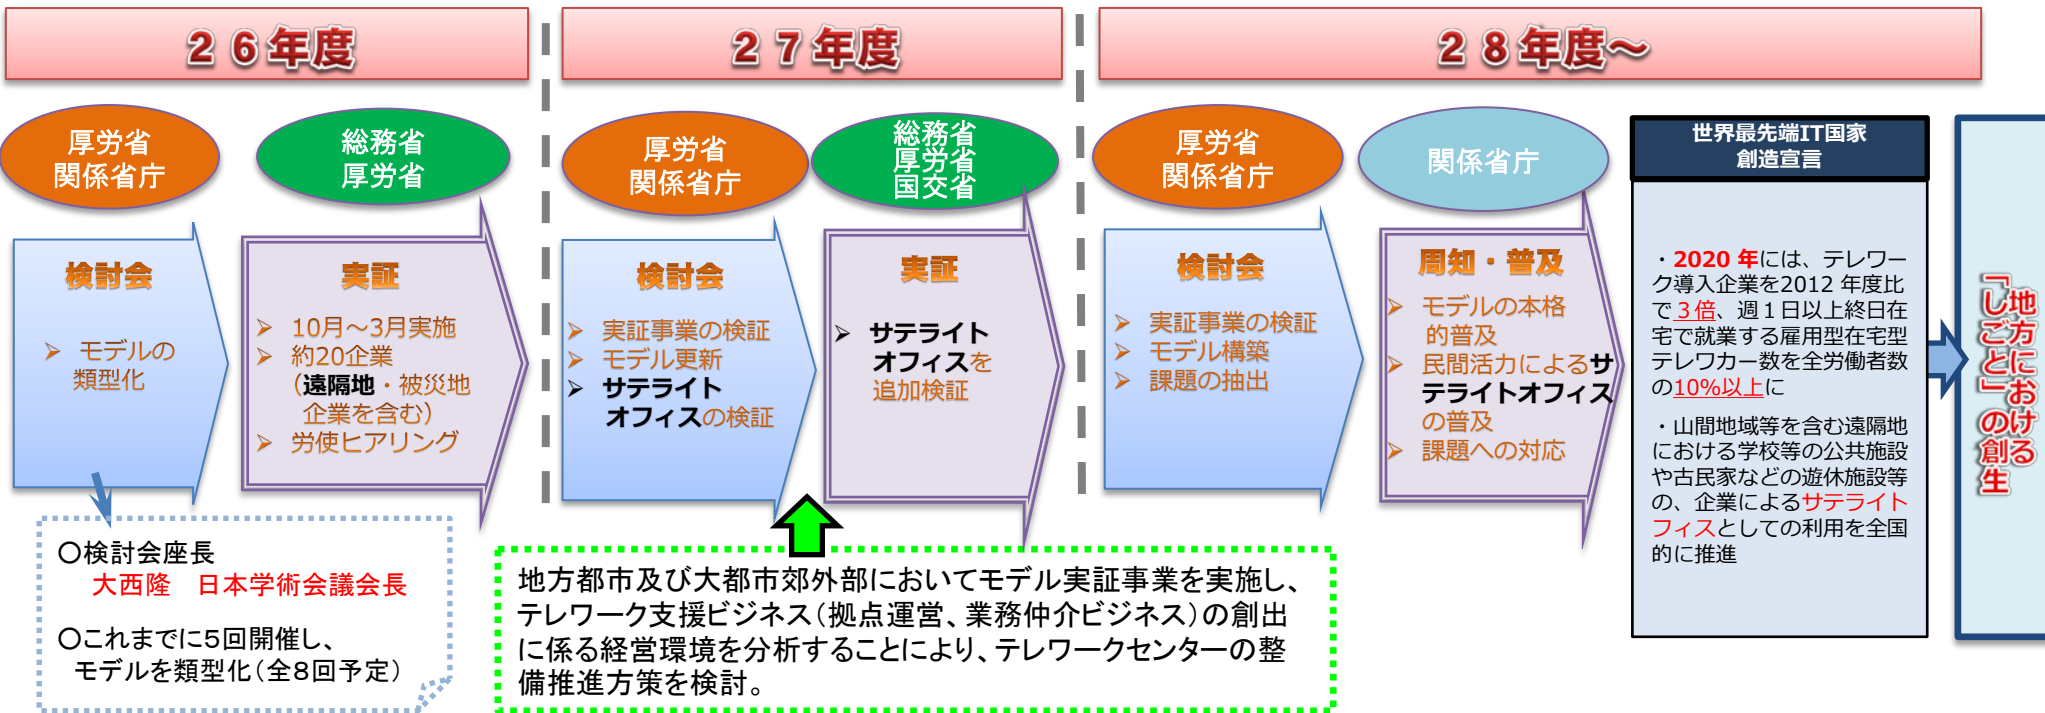 ２６年度
厚労省
関係省庁
総務省
厚労省
検討会
➢ モデルの
類型化
実証
➢ 10月～3月実施
➢ 約20企業
（遠隔地・被災地
企業を含む）
➢ 労使ヒアリング
○検討会座長
大西隆　日本学術会議会長
○これまでに５回開催し、
モデルを類型化（全８回予定）
２７年度
厚労省
関係省庁
総務省
厚労省
国交省
検討会
➢ 実証事業の検証
➢ モデル更新
➢ サテライト
オフィスの検証
実証
➢ サテライト
オフィスを
追加検証
地方都市及び大都市郊外部においてモデル実証事業を実施し、
テレワーク支援ビジネス（拠点運営、業務仲介ビジネス）の創出
に係る経営環境を分析することにより、テレワークセンターの整
備推進方策を検討。
２８年度～
厚労省
関係省庁
関係省庁
検討会
➢ 実証事業の検証
➢ モデル構築
➢ 課題の抽出
周知・普及
➢ モデルの本格
的普及
➢ 民間活力によるサ
テライトオフィス
の普及
➢ 課題への対応
世界最先端IT国家
創造宣言
・2020 年には、テレワー
ク導入企業を2012 年度比
で３倍、週１日以上終日在
宅で就業する雇用型在宅型
テレワカー数を全労働者数
の10%以上に
・山間地域等を含む遠隔地
における学校等の公共施設
や古民家などの遊休施設等
の、企業によるサテライト
フィスとしての利用を全国
的に推進
地方における
「しごと」の創生